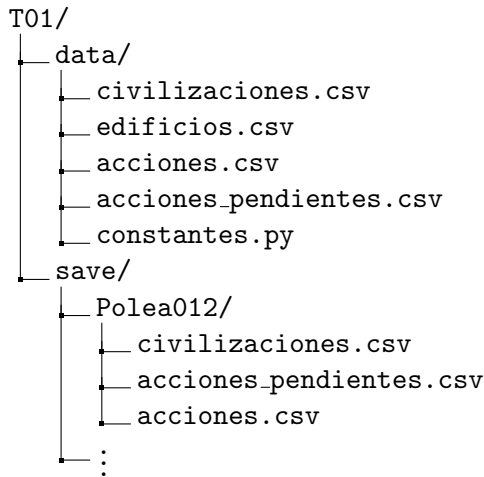 T01/
data/
civilizaciones.csv
edificios.csv
acciones.csv
acciones_pendientes.csv
constantes.py
save/
Polea012/
civilizaciones.csv
acciones_pendientes.csv
acciones.csv
⋮